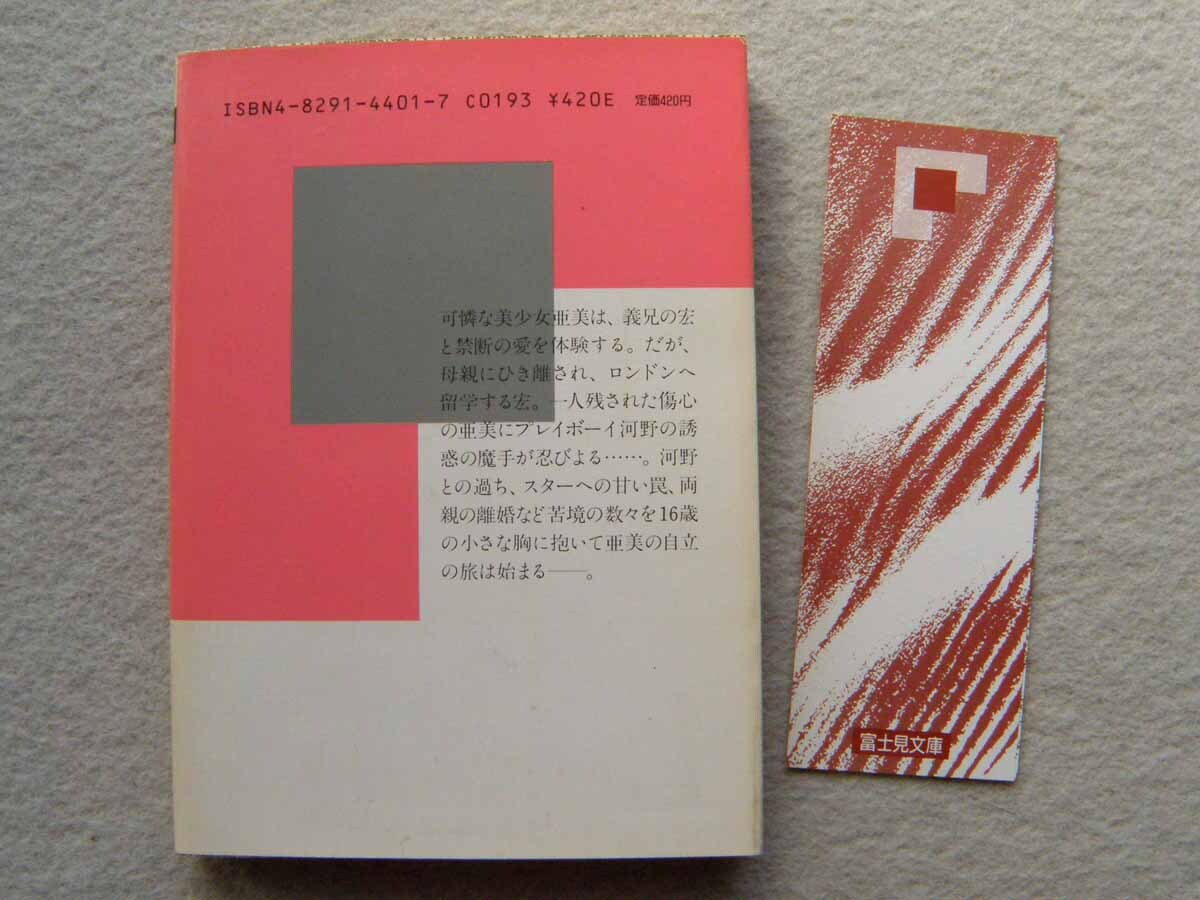 ISBN4-8291-4401-7 C0193 ¥420E 定価420円
可憐な美少女亜美は、義兄の宏
と禁断の愛を体験する。だが、
母親にひき離され、ロンドンへ
留学する宏。一人残された傷心
の亜美にプレイボーイ河野の誘
惑の魔手が忍びよる……。河野
との過ち、スターへの甘い罠、両
親の離婚など苦境の数々を16歳
の小さな胸に抱いて亜美の自立
の旅は始まる──。
富士見文庫